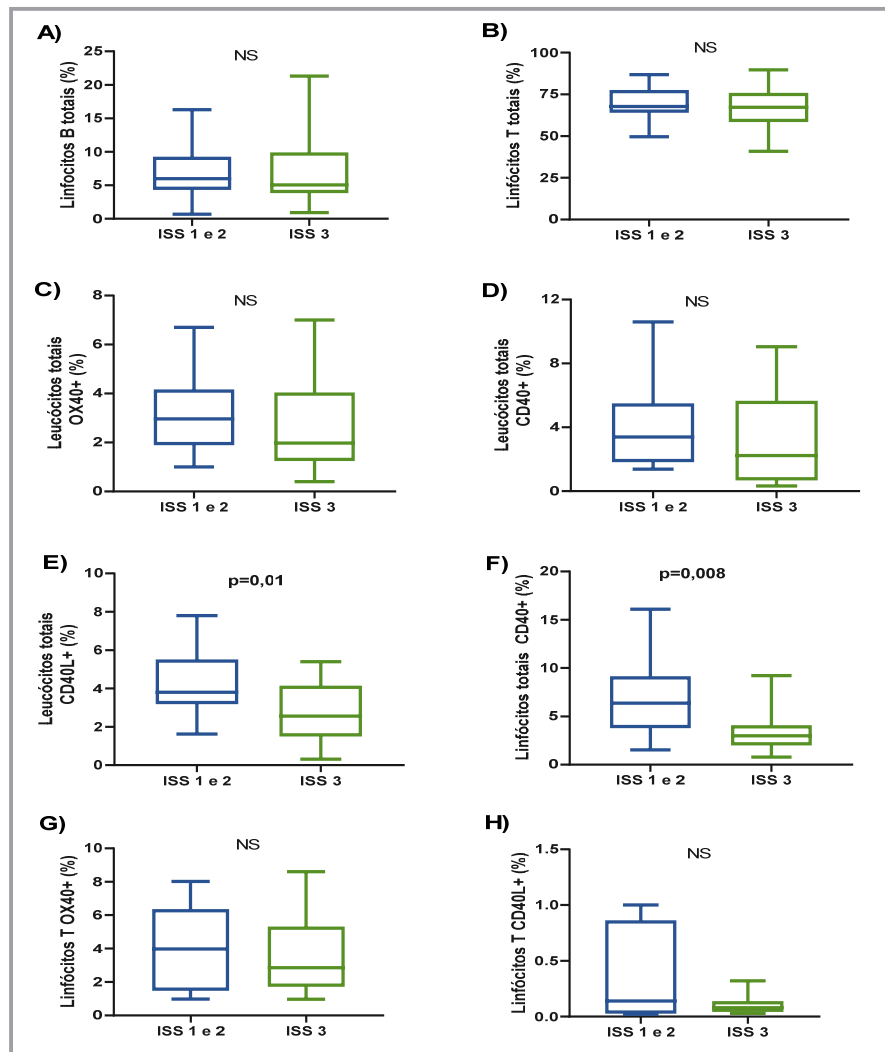 A)
NS
Linfocitos B totais (%)
25
20
15
10
5
0
ISS 1 e 2
ISS 3
B)
NS
Linfócitos T totais (%)
100
75
50
25
0
ISS 1 e 2
ISS 3
C)
NS
Leucócitos totais
OX40+ (%)
8
6
4
2
0
ISS 1 e 2
ISS 3
D)
NS
Leucócitos totais
CD40+ (%)
12
8
4
0
ISS 1 e 2
ISS 3
E)
p=0,01
Leucócitos totais
CD40L+ (%)
10
8
6
4
2
0
ISS 1 e 2
ISS 3
F)
p=0,008
Linfócitos totais CD40+ (%)
20
15
10
5
0
ISS 1 e 2
ISS 3
G)
NS
Linfócitos T OX40+ (%)
10
8
6
4
2
0
ISS 1 e 2
ISS 3
H)
NS
Linfócitos T CD40L+ (%)
1.5
1.0
0.5
0.0
ISS 1 e 2
ISS 3